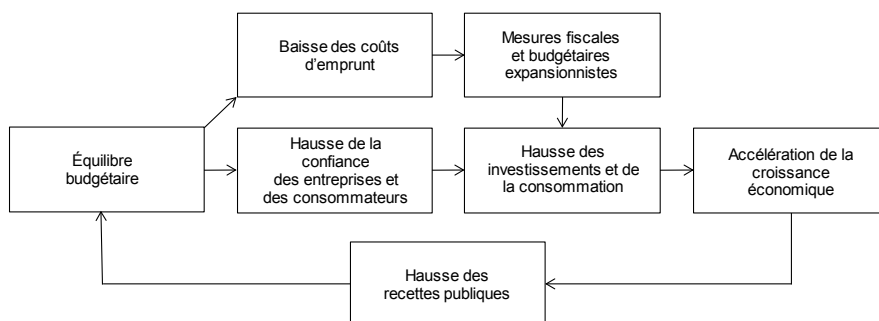 Baisse des coûts
d'emprunt
Mesures fiscales
et budgétaires
expansionnistes
Équilibre
budgétaire
Hausse de la
confiance
des entreprises et
des consommateurs
Hausse des
investissements et de
la consommation
Accélération de la
croissance
économique
Hausse des
recettes publiques